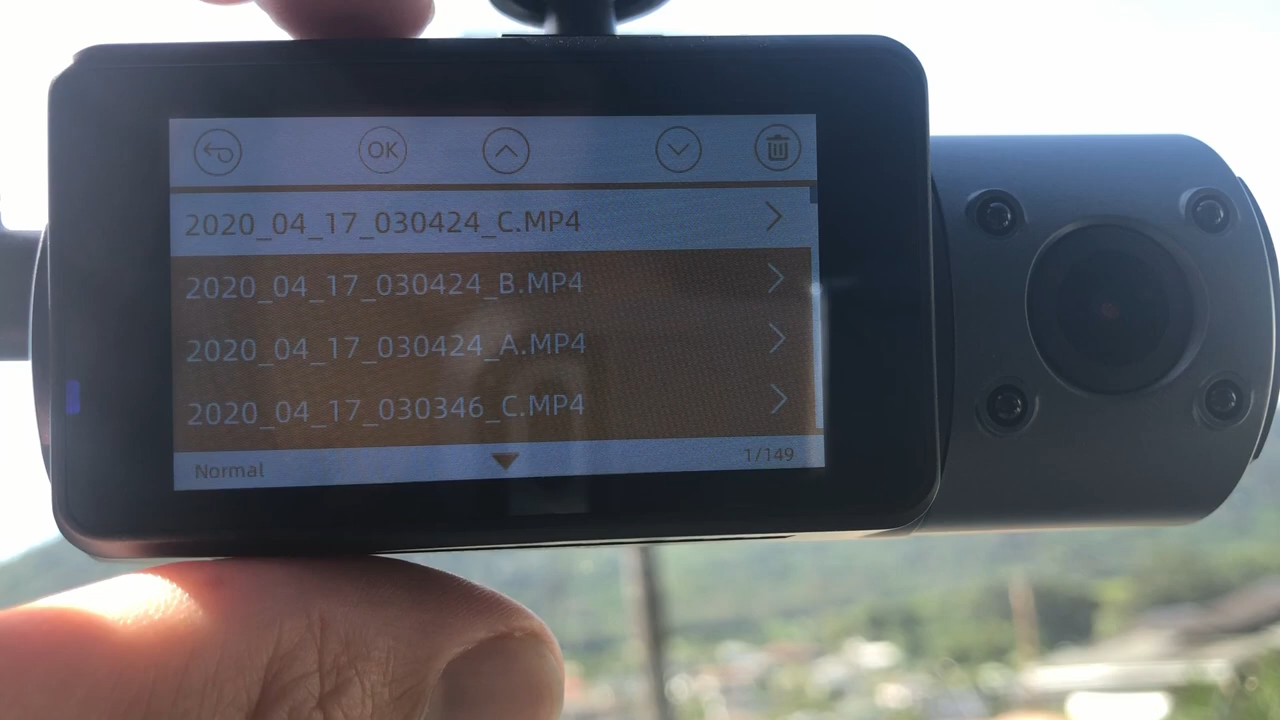 OK
2020_04_17_030424_C.MP4
2020_04_17_030424_B.MP4
2020_04_17_030424_A.MP4
2020_04_17_030346_C.MP4
Normal
1/149